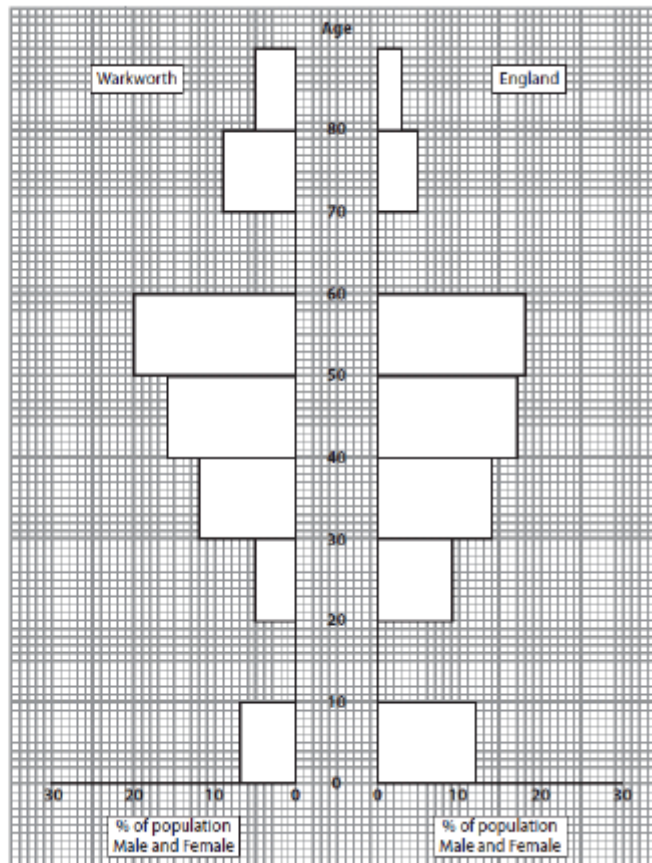 Age
Warkworth
England
80
70
60
50
40
30
20
10
0
30 20 10 0
0 10 20 30
% of population
Male and Female
% of population
Male and Female